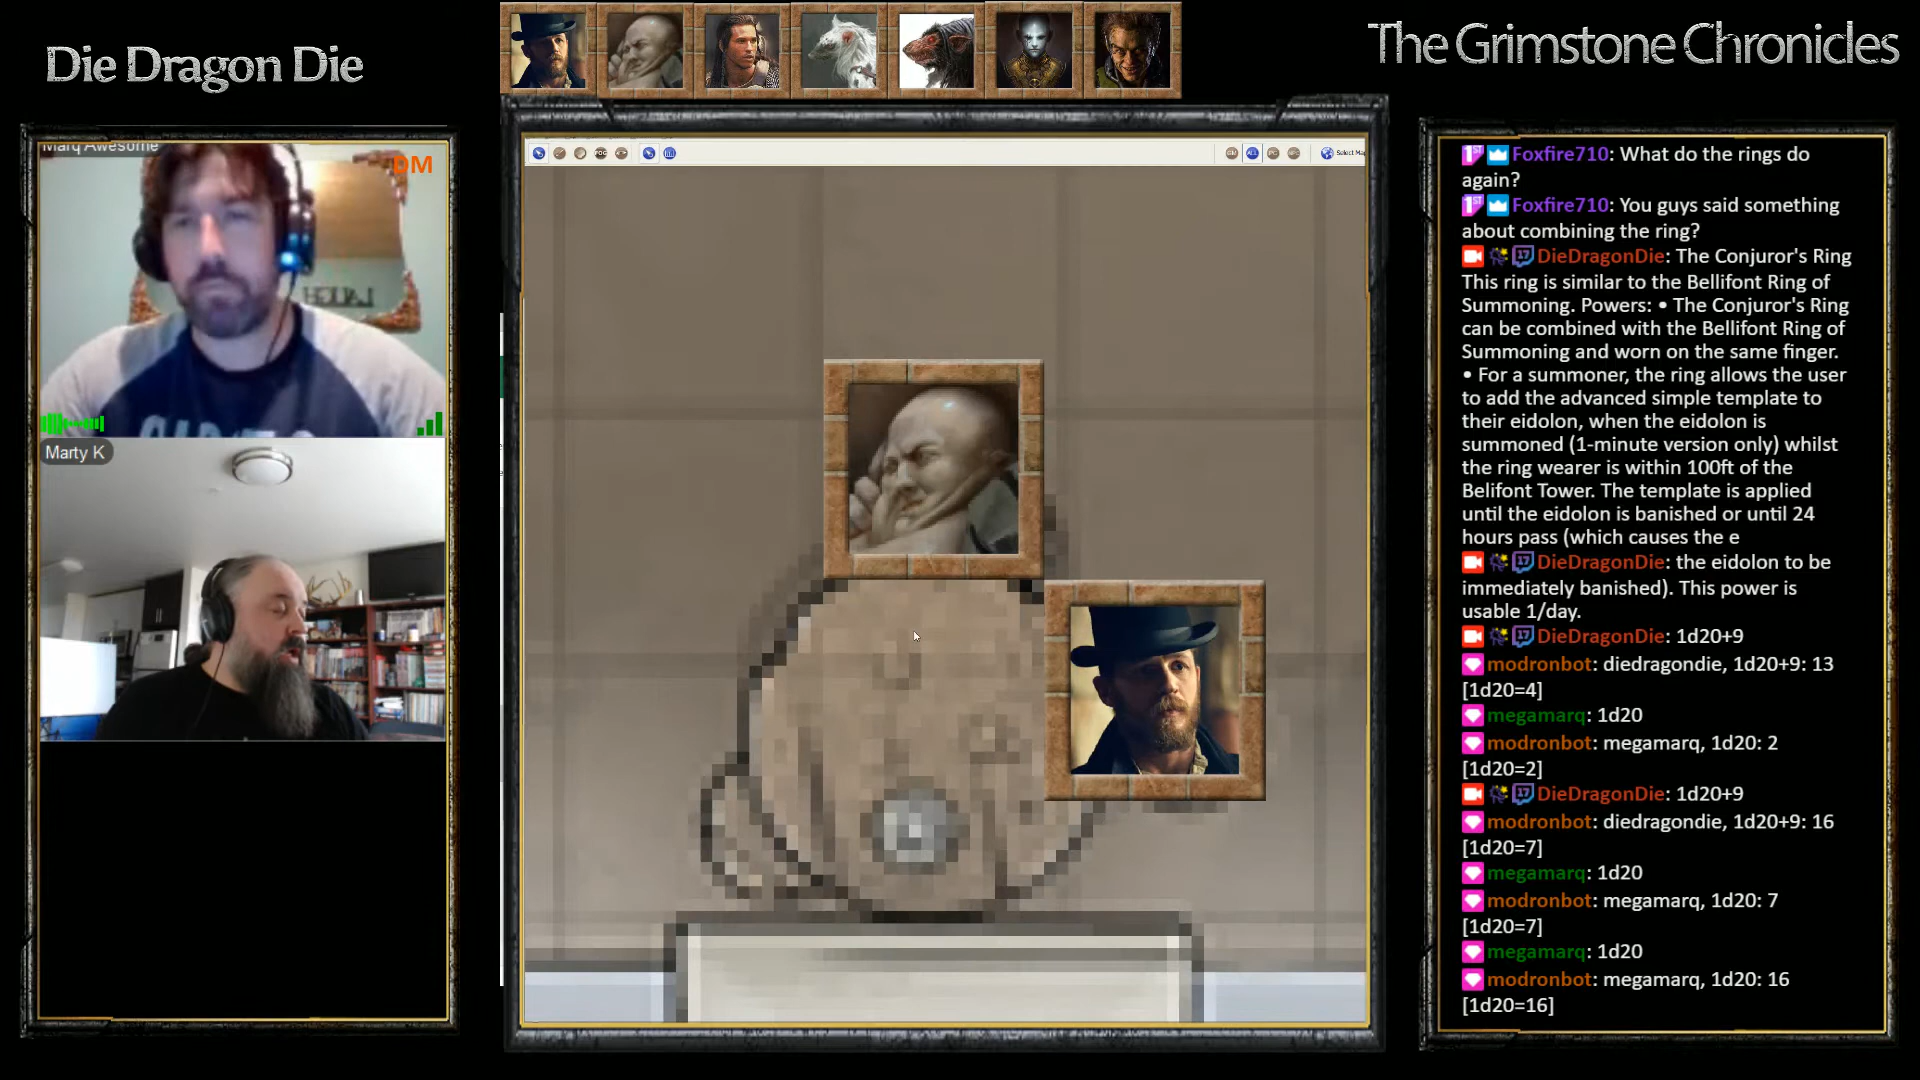 Die Dragon Die
The Grimstone Chronicles
Marq Awesome
DM
Marty K
Select Ma
Foxfire710: What do the rings do
again?
Foxfire710: You guys said something
about combining the ring?
DieDragonDie: The Conjuror's Ring
This ring is similar to the Bellifont Ring of
Summoning. Powers: • The Conjuror's Ring
can be combined with the Bellifont Ring of
Summoning and worn on the same finger.
• For a summoner, the ring allows the user
to add the advanced simple template to
their eidolon, when the eidolon is
summoned (1-minute version only) whilst
the ring wearer is within 100ft of the
Belifont Tower. The template is applied
until the eidolon is banished or until 24
hours pass (which causes the e
DieDragonDie: the eidolon to be
immediately banished). This power is
usable 1/day.
DieDragonDie: 1d20+9
modronbot: diedragondie, 1d20+9: 13
[1d20=4]
megamarq: 1d20
modronbot: megamarq, 1d20: 2
[1d20=2]
DieDragonDie: 1d20+9
modronbot: diedragondie, 1d20+9: 16
[1d20=7]
megamarq: 1d20
modronbot: megamarq, 1d20: 7
[1d20=7]
megamarq: 1d20
modronbot: megamarq, 1d20: 16
[1d20=16]